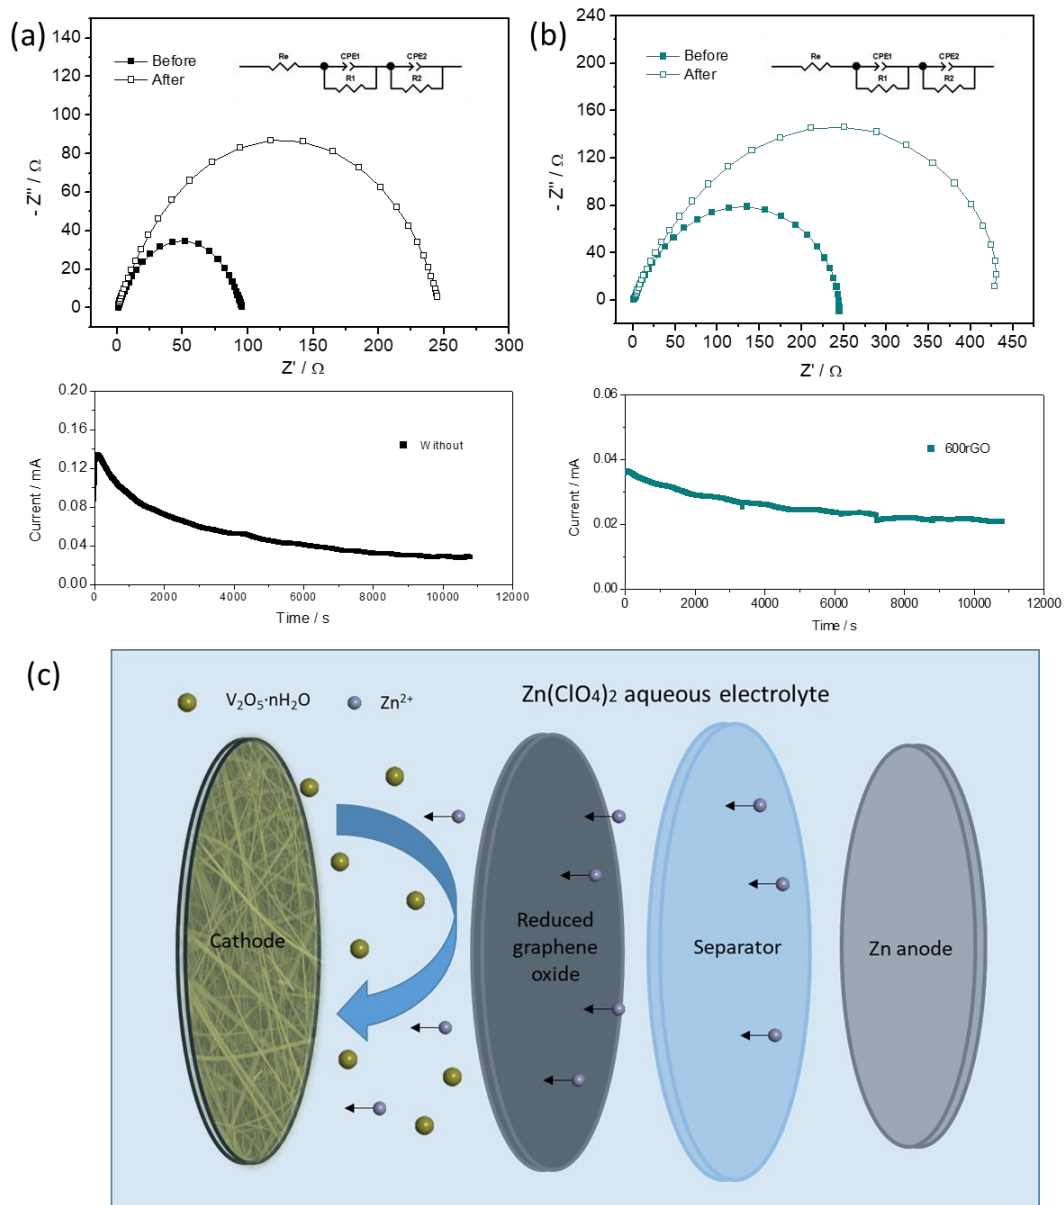 (a)
140
120
100
80
60
40
20
0
- Z'' / Ω
Before
After
Re
CPE1
CPE2
R1
R2
0 50 100 150 200 250 300
Z' / Ω
(b)
240
200
160
120
80
40
0
- Z'' / Ω
Before
After
Re
CPE1
CPE2
R1
R2
0 50 100 150 200 250 300 350 400 450
Z' / Ω
0.20
0.16
0.12
0.08
0.04
0.00
Current / mA
Without
0 2000 4000 6000 8000 10000 12000
Time / s
0.06
0.04
0.02
0.00
Current / mA
600rGO
0 2000 4000 6000 8000 10000 12000
Time / s
(c)
V₂O₅·nH₂O
Zn²⁺
Zn(ClO₄)₂ aqueous electrolyte
Cathode
Reduced
graphene
oxide
Separator
Zn anode